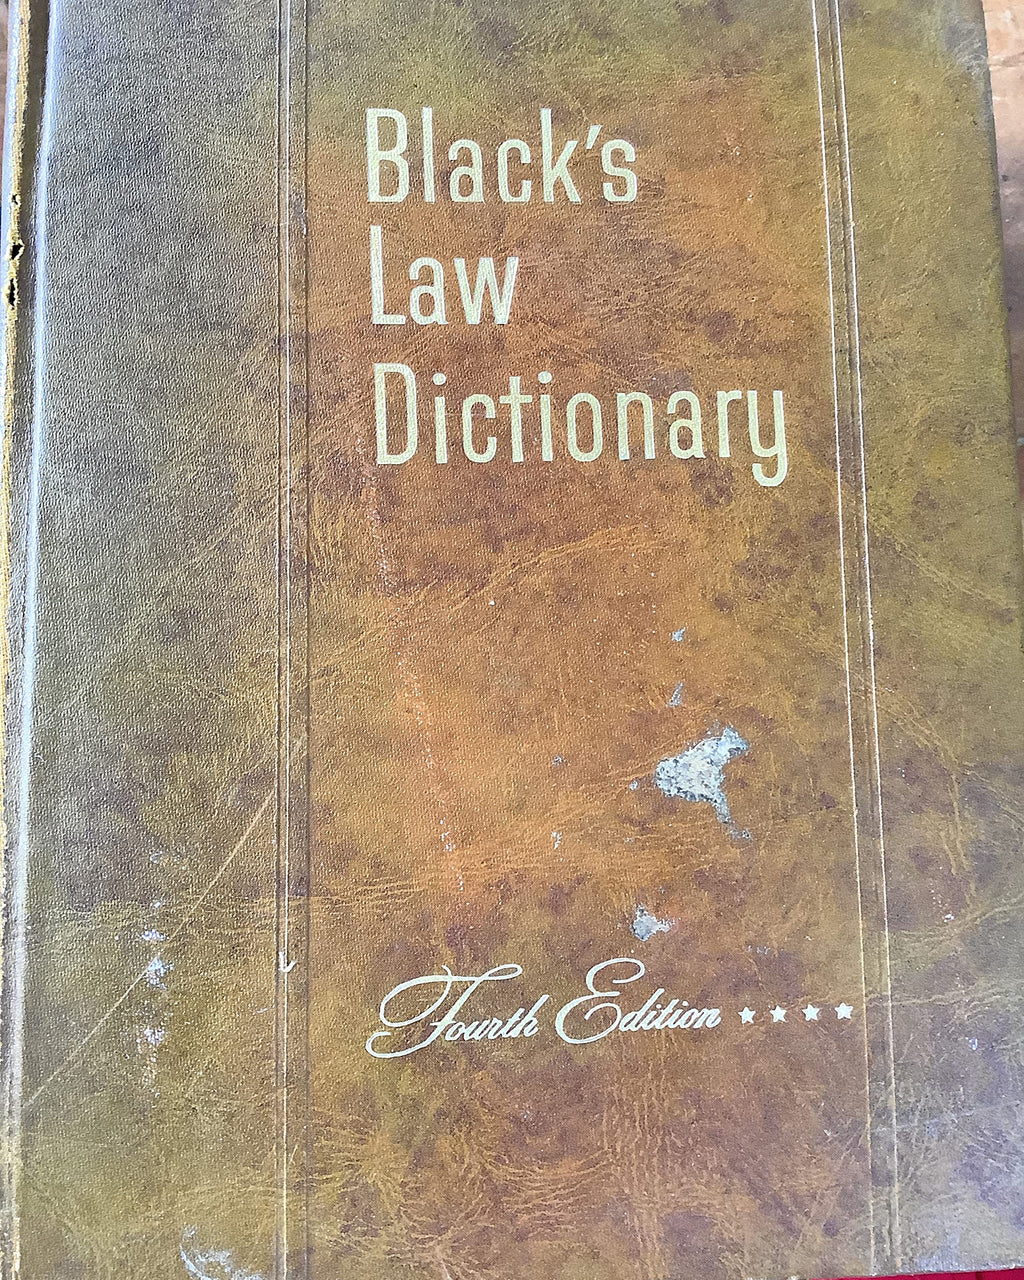 Black's
Law
Dictionary
Fourth Edition ★★★★